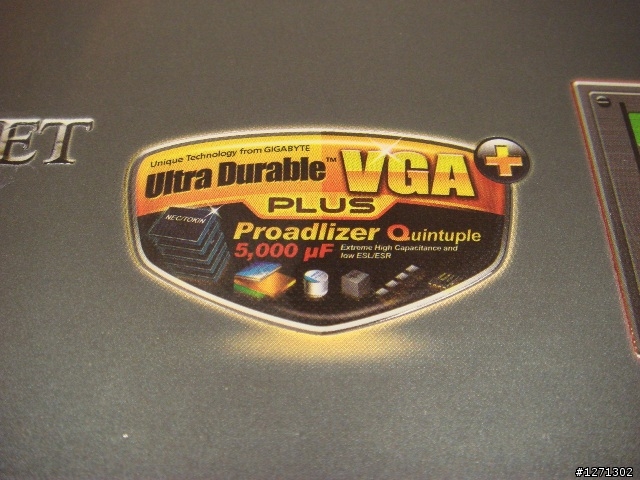 ET
Unique Technology from GIGABYTE
Ultra Durable™ VGA
PLUS
NEC/TOKIN
Proadlizer Quintuple
5,000 µF Extreme High Capacitance and
low ESL/ESR
#1271302